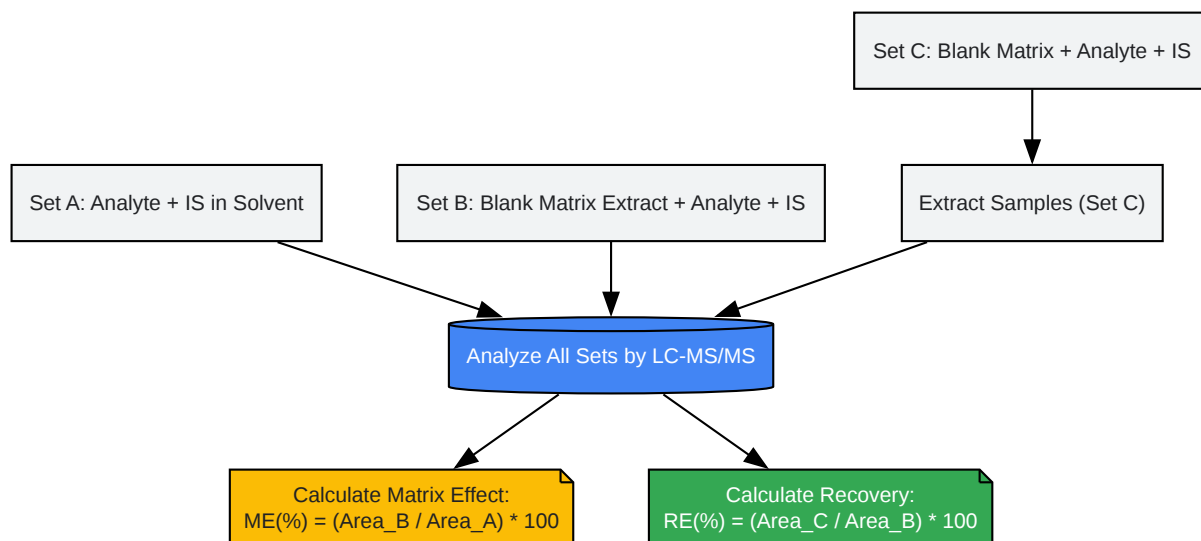 Set C: Blank Matrix + Analyte + IS
Set A: Analyte + IS in Solvent
Set B: Blank Matrix Extract + Analyte + IS
Extract Samples (Set C)
Analyze All Sets by LC-MS/MS
Calculate Matrix Effect:
ME(%) = (Area_B / Area_A) * 100
Calculate Recovery:
RE(%) = (Area_C / Area_B) * 100